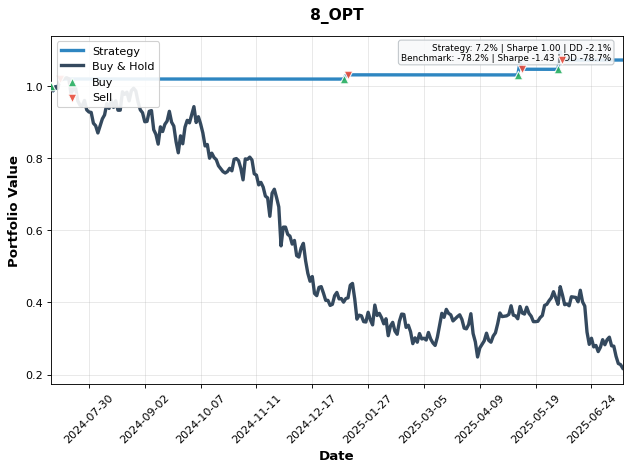 8_OPT
Strategy: 7.2% | Sharpe 1.00 | DD -2.1%
Benchmark: -78.2% | Sharpe -1.43 | DD -78.7%
Strategy
Buy & Hold
Buy
Sell
Portfolio Value
1.0
0.8
0.6
0.4
0.2
2024-07-30
2024-09-02
2024-10-07
2024-11-11
2024-12-17
2025-01-27
2025-03-05
2025-04-09
2025-05-19
2025-06-24
Date